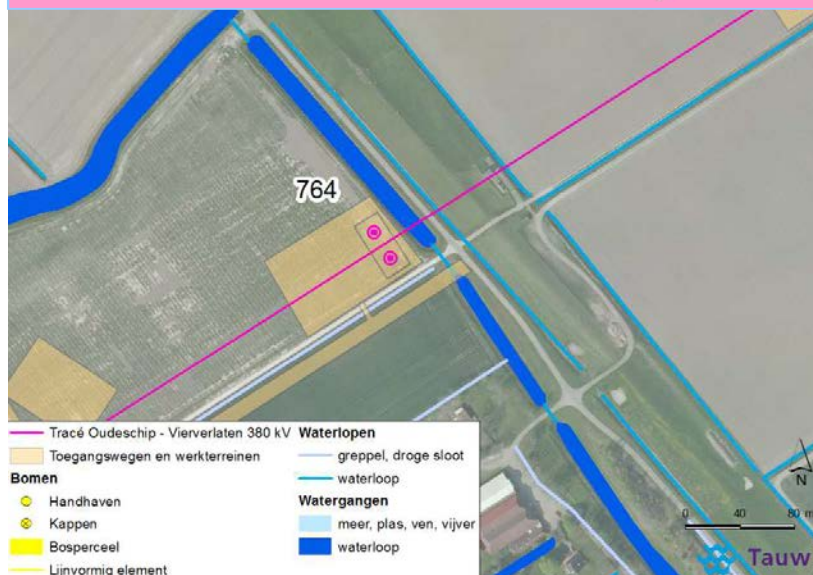 764
Tracé Oudeschip - Vierverlaten 380 kV
Toegangswegen en werkterreinen
Bomen
Handhaven
Kappen
Bosperceel
Lijnvormig element
Waterlopen
greppel, droge sloot
waterloop
Watergangen
meer, plas, ven, vijver
waterloop
N
0 40 80 m
Tauw